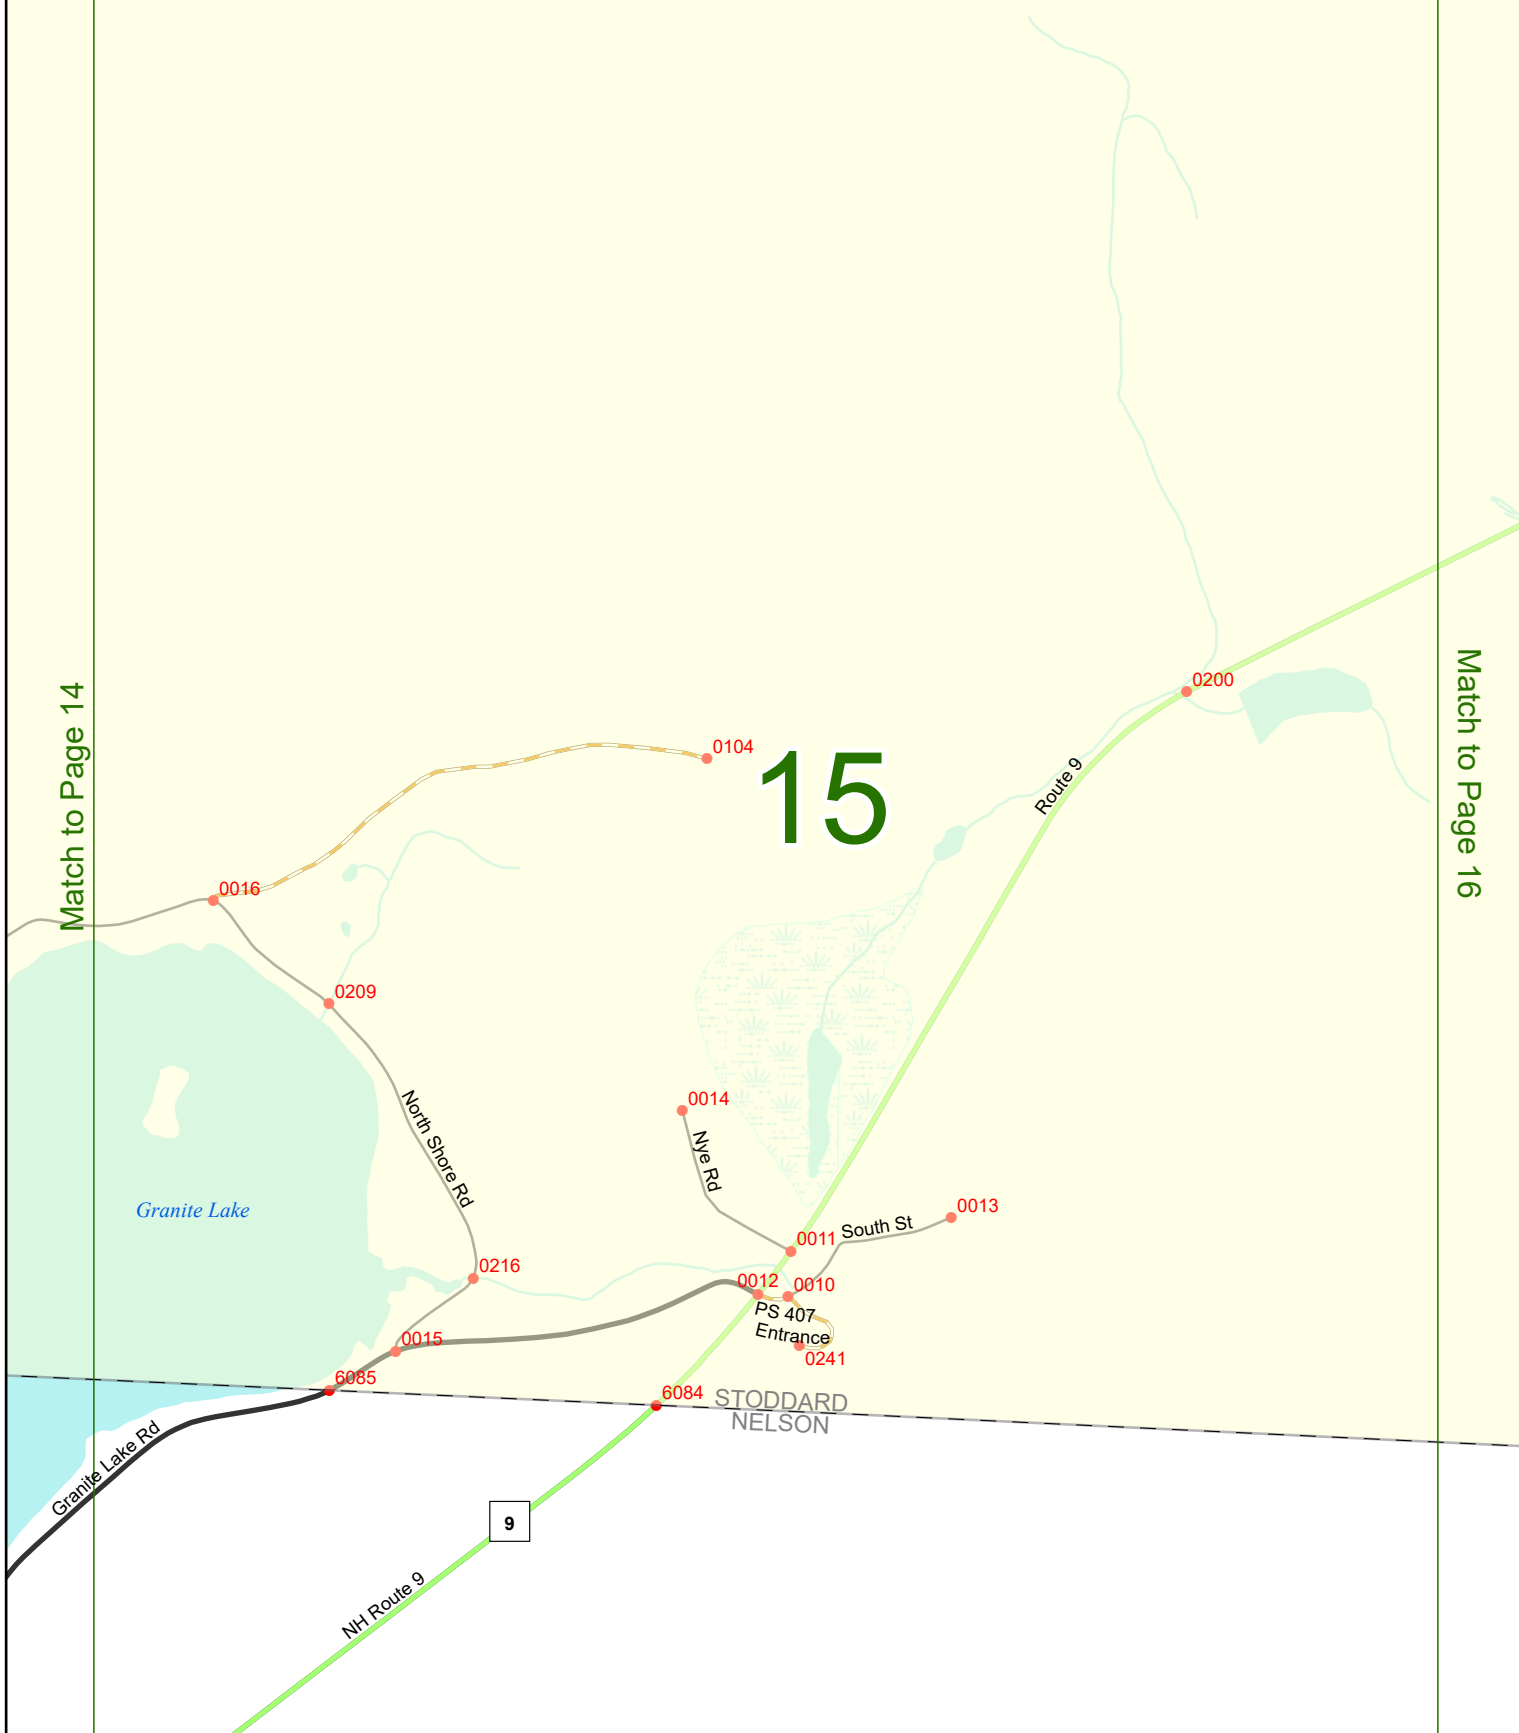 0200
Match to Page 14
Match to Page 16
0104
15
Route 9
0016
0209
North Shore Rd
0014
Nye Rd
Granite Lake
0013
South St
0011
0216
0012
0010
PS 407
Entrance
0015
0241
6085
6084
STODDARD
NELSON
Granite Lake Rd
9
NH Route 9